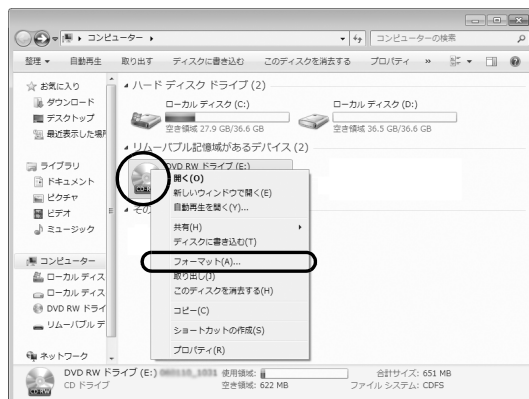 コンピューター
コンピューターの検索
整理 自動再生 取り出す ディスクに書き込む このディスクを消去する プロパティ »
お気に入り
ダウンロード
デスクトップ
最近表示した場所
ライブラリ
ドキュメント
ピクチャ
ビデオ
ミュージック
コンピューター
ローカル ディス
ローカル ディス
DVD RW ドライ
リムーバブル デ
ネットワーク
ハード ディスク ドライブ (2)
ローカル ディスク (C:)
空き領域 27.9 GB/36.6 GB
ローカル ディスク (D:)
空き領域 36.5 GB/36.6 GB
リムーバブル記憶域があるデバイス (2)
DVD RW ドライブ (E:)
CD-RW
その
開く(O)
新しいウィンドウで開く(E)
自動再生を開く(Y)...
共有(H)
ディスクに書き込む(T)
フォーマット(A)...
取り出し(J)
このディスクを消去する(H)
コピー(C)
ショートカットの作成(S)
プロパティ(R)
DVD RW ドライブ (E:) 使用領域: 合計サイズ: 651 MB
CD ドライブ 空き領域: 622 MB ファイル システム: CDFS
CD-RW